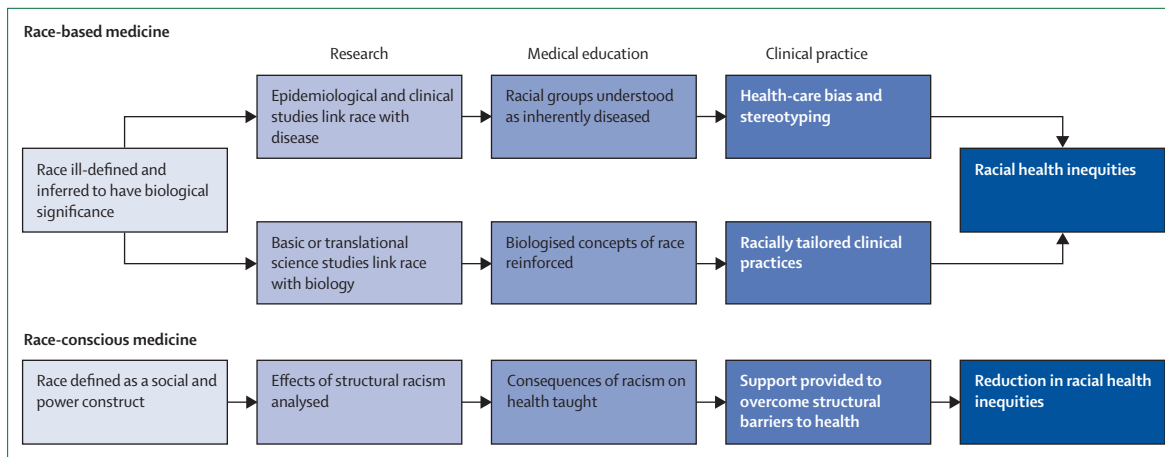 Race-based medicine
Research
Medical education
Clinical practice
Epidemiological and clinical
studies link race with
disease
Racial groups understood
as inherently diseased
Health-care bias and
stereotyping
Race ill-defined and
inferred to have biological
significance
Racial health inequities
Basic or translational
science studies link race
with biology
Biologised concepts of race
reinforced
Racially tailored clinical
practices
Race-conscious medicine
Race defined as a social and
power construct
Effects of structural racism
analysed
Consequences of racism on
health taught
Support provided to
overcome structural
barriers to health
Reduction in racial health
inequities